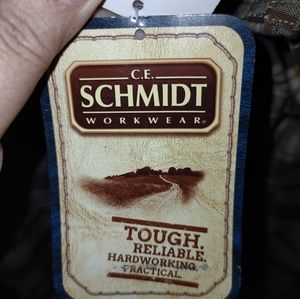 C.E.
SCHMIDT
WORKWEAR®
TOUGH.
RELIABLE.
HARDWORKING.
PRACTICAL.